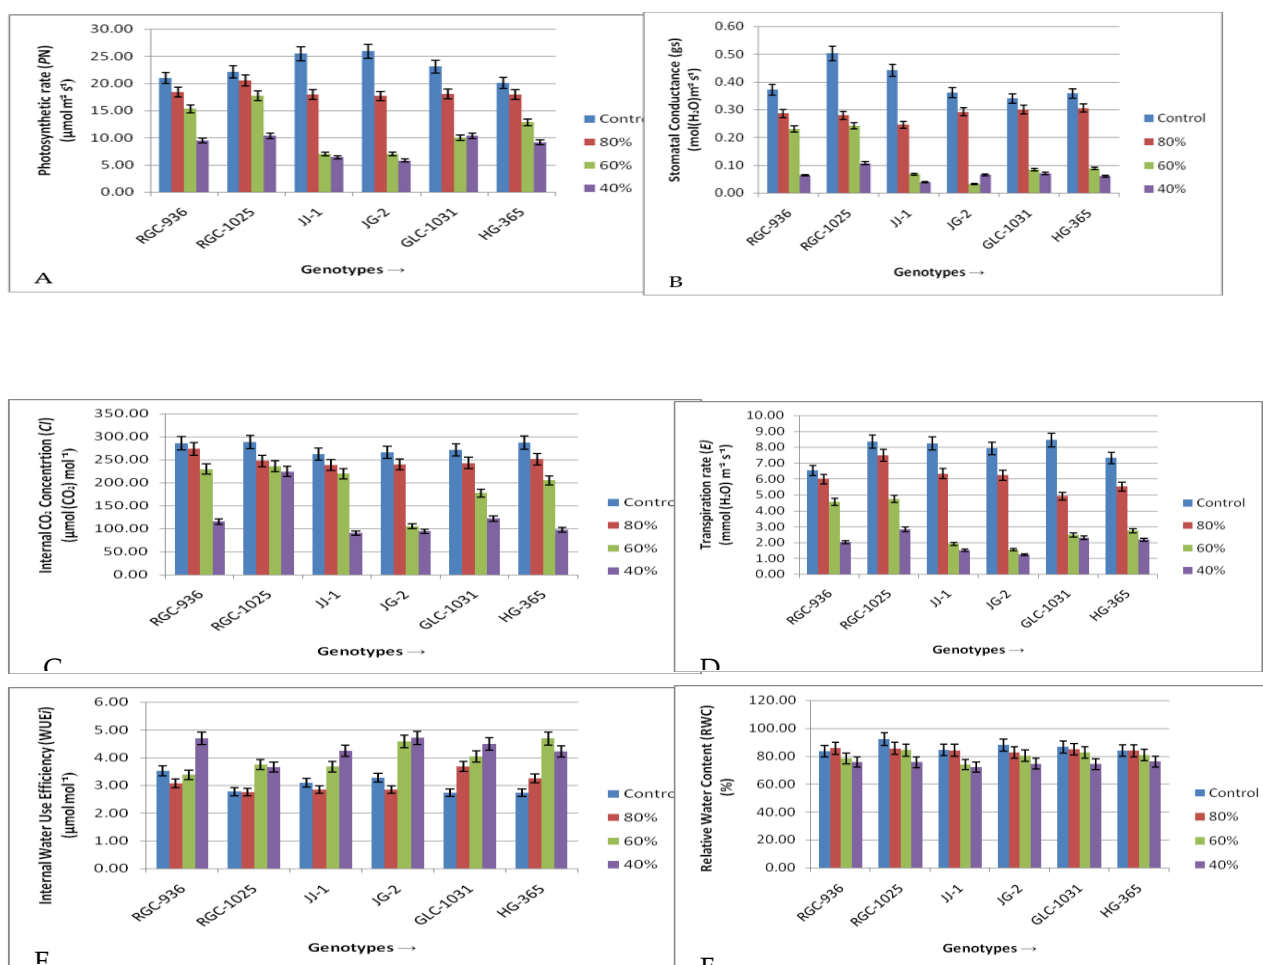 30.00
25.00
20.00
15.00
10.00
5.00
0.00
Photosynthetic rate (PN)
(µmol m⁻² s⁻¹)
RGC-936
RGC-1025
JJ-1
JG-2
GLC-1031
HG-365
Genotypes →
Contro
80%
60%
40%
A
0.60
0.50
0.40
0.30
0.20
0.10
0.00
Stomatal Conductance (gs)
(mol(H₂O)m⁻² s⁻¹)
RGC-936
RGC-1025
JJ-1
JG-2
GLC-1031
HG-365
Genotypes →
Control
80%
60%
40%
B
350.00
300.00
250.00
200.00
150.00
100.00
50.00
0.00
Internal CO₂ Concentrtion (Ci)
(µmol (CO₂) mol⁻¹)
RGC-936
RGC-1025
JJ-1
JG-2
GLC-1031
HG-365
Genotypes →
Control
80%
60%
40%
C
10.00
9.00
8.00
7.00
6.00
5.00
4.00
3.00
2.00
1.00
0.00
Transpiration rate (E)
(mmol (H₂O) m⁻² s⁻¹)
RGC-936
RGC-1025
JJ-1
JG-2
GLC-1031
HG-365
Genotypes →
Control
80%
60%
40%
D
6.00
5.00
4.00
3.00
2.00
1.00
0.00
Internal Water Use Efficiency (WUEi)
(µmol mol⁻¹)
RGC-936
RGC-1025
JJ-1
JG-2
GLC-1031
HG-365
Genotypes →
Contro
80%
60%
40%
120.00
100.00
80.00
60.00
40.00
20.00
0.00
Relative Water Content (RWC)
(%)
RGC-936
RGC-1025
JJ-1
JG-2
GLC-1031
HG-365
Genotypes →
Control
80%
60%
40%